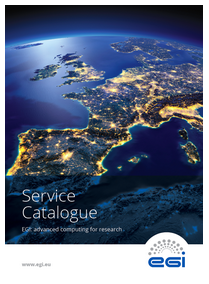 Service
Catalogue
EGI: advanced computing for research
www.egi.eu
egi